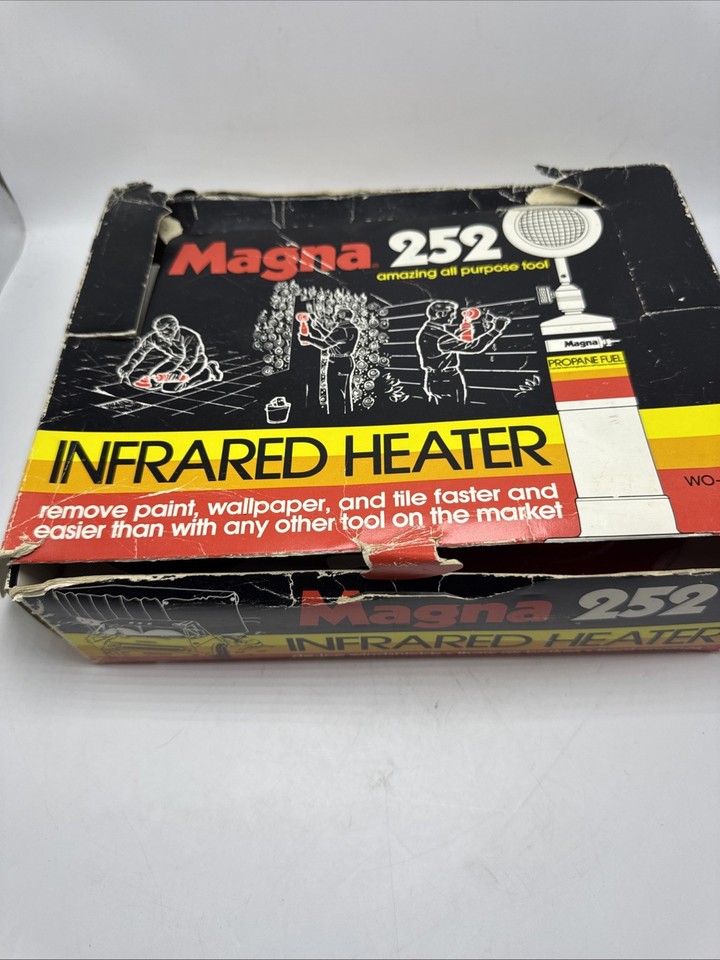 Magna 252
amazing all purpose tool
Magna
PROPANE FUEL
INFRARED HEATER
WO-
remove paint, wallpaper, and tile faster and
easier than with any other tool on the market
Magna 252
INFRARED HEATER